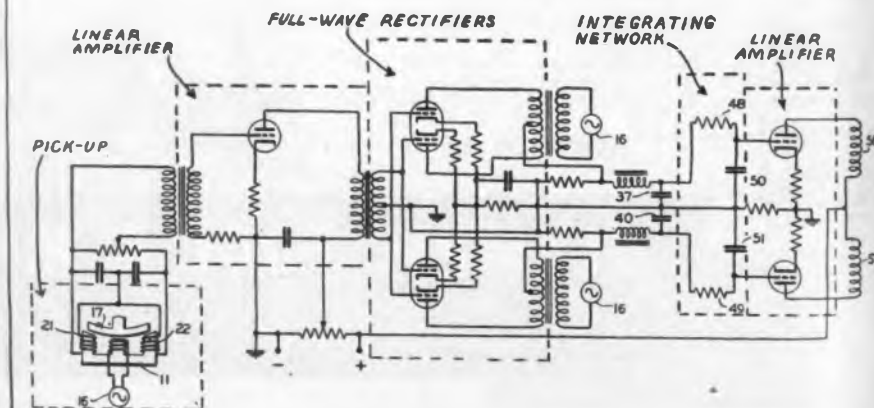 FULL-WAVE RECTIFIERS
INTEGRATING
NETWORK
LINEAR
AMPLIFIER
LINEAR
AMPLIFIER
48
16
PICK-UP
37
50
40
51
16
17
49
21
22
-
+
11
16